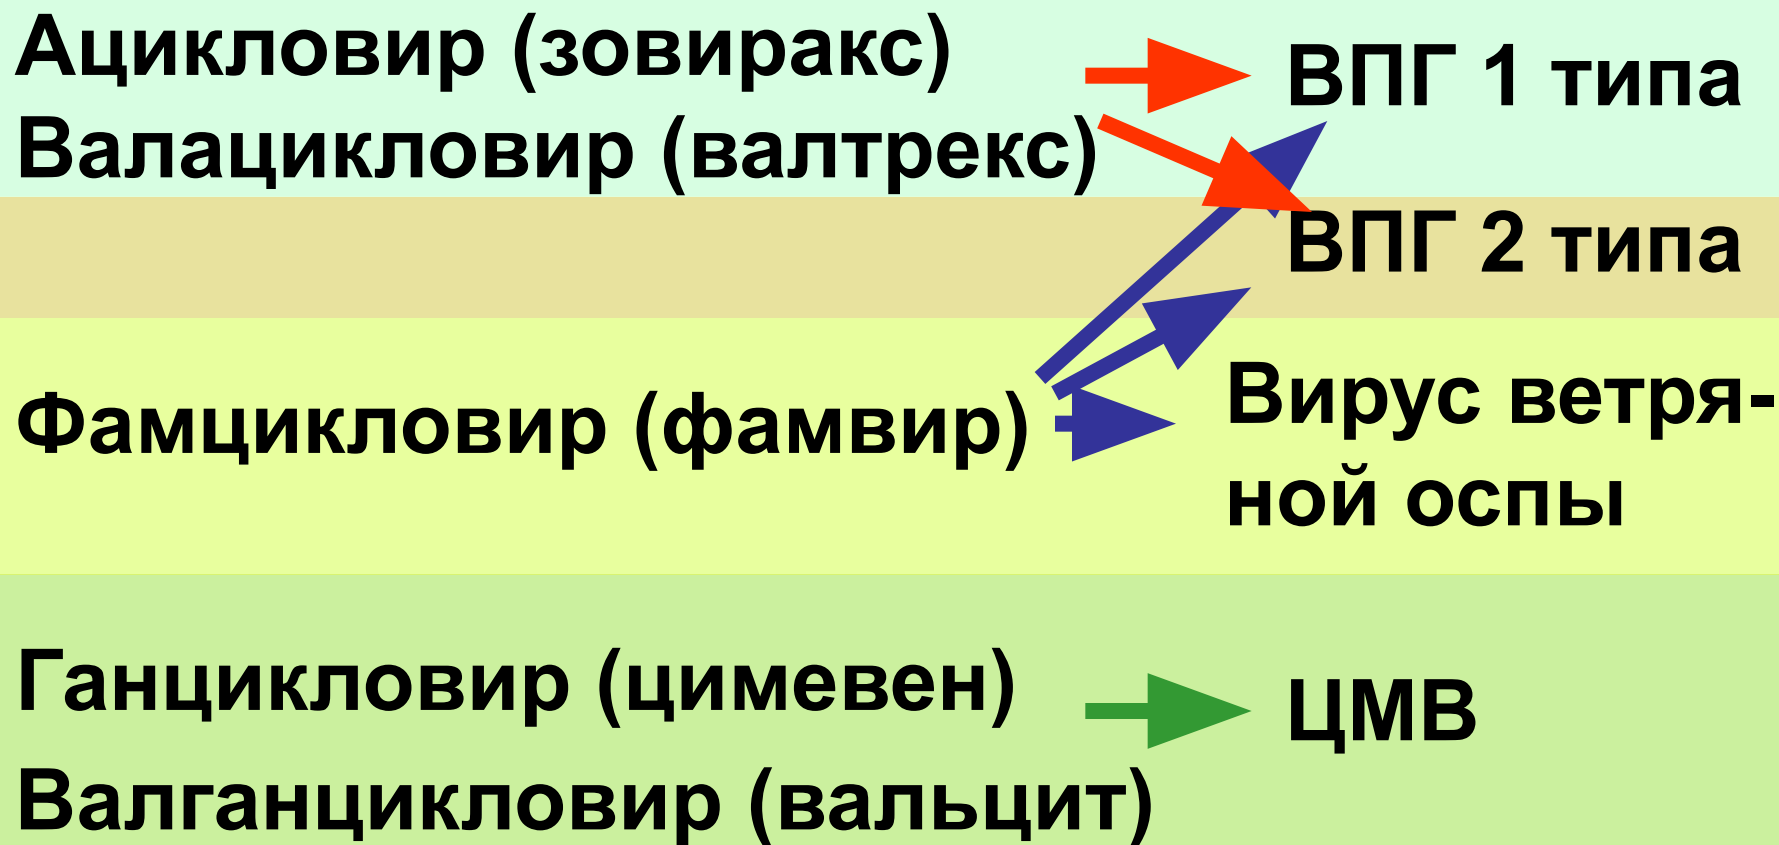 Ацикловир (зовиракс)
Валацикловир (валтрекс)
ВПГ 1 типа
ВПГ 2 типа
Фамцикловир (фамвир)
Вирус ветря-
ной оспы
Ганцикловир (цимевен)
Валганцикловир (вальцит)
ЦМВ